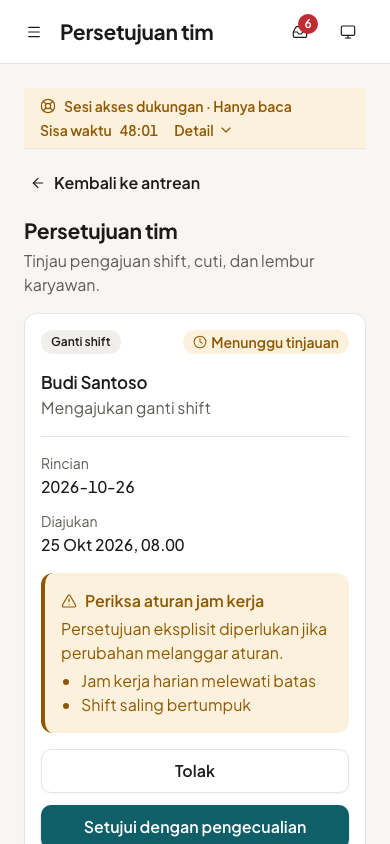 Persetujuan tim
6
Sesi akses dukungan · Hanya baca
Sisa waktu 48:01 Detail
Kembali ke antrean
Persetujuan tim
Tinjau pengajuan shift, cuti, dan lembur
karyawan.
Ganti shift
Menunggu tinjauan
Budi Santoso
Mengajukan ganti shift
Rincian
2026-10-26
Diajukan
25 Okt 2026, 08.00
Periksa aturan jam kerja
Persetujuan eksplisit diperlukan jika
perubahan melanggar aturan.
• Jam kerja harian melewati batas
• Shift saling bertumpuk
Tolak
Setujui dengan pengecualian